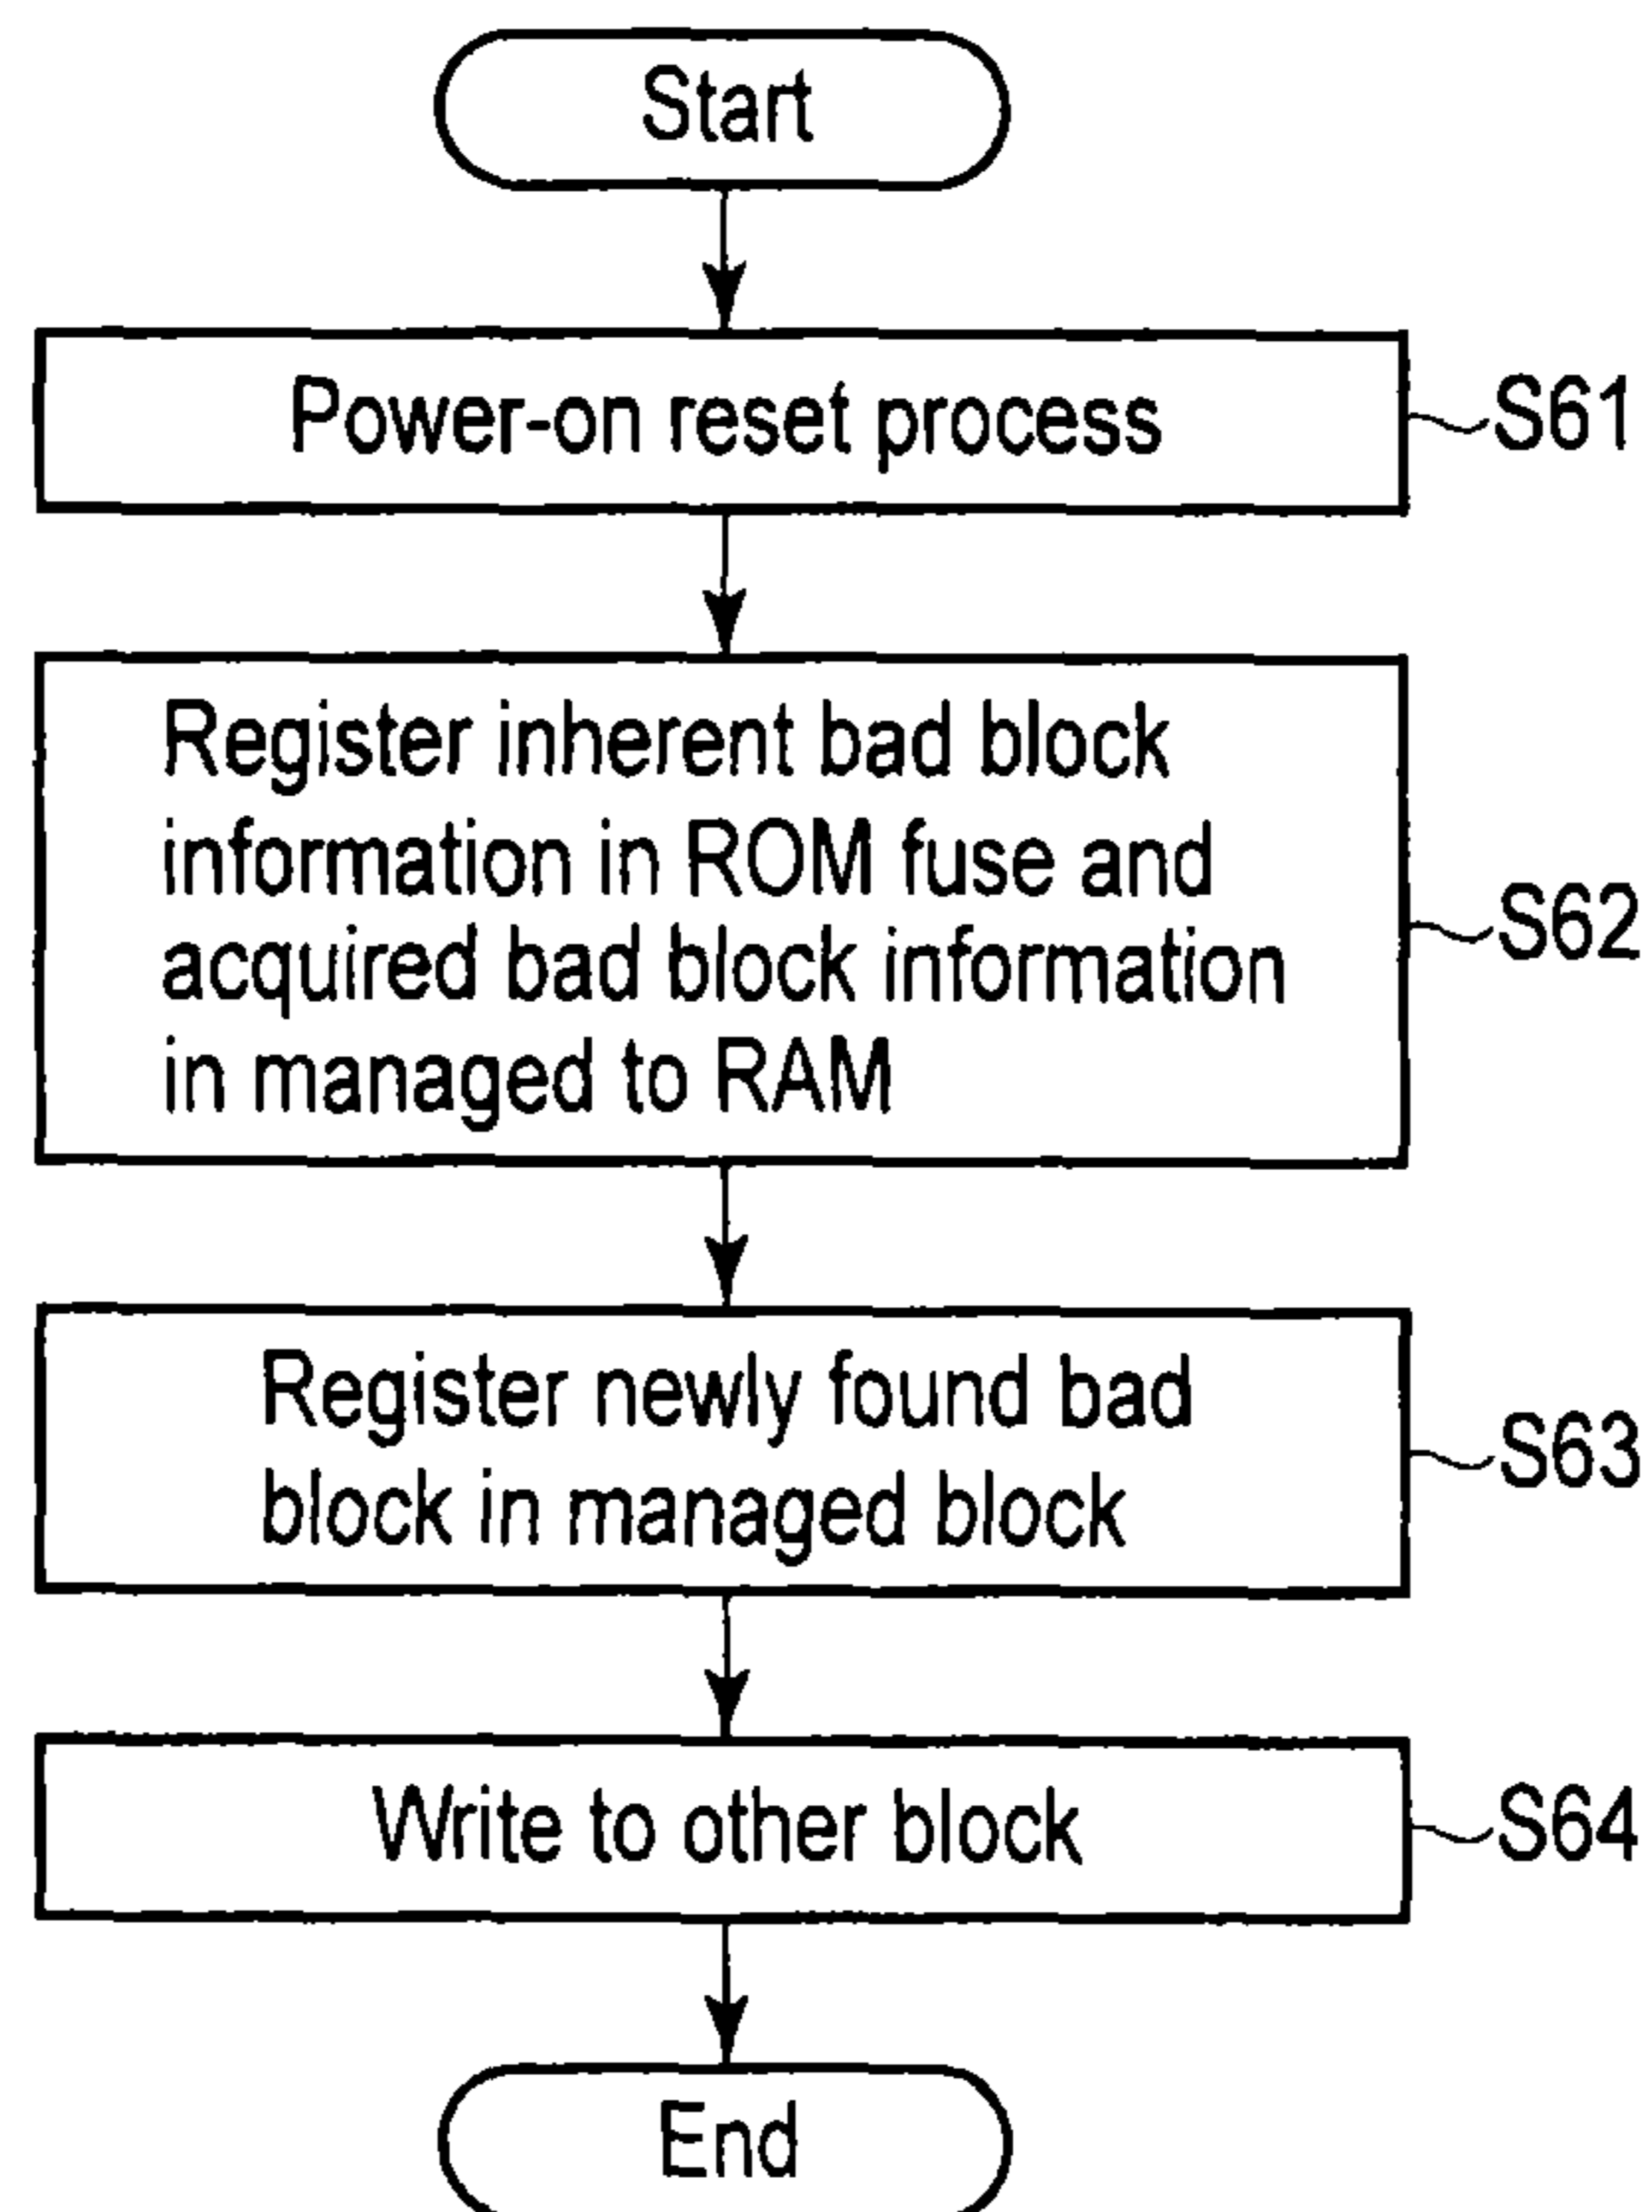 Start
Power-on reset process
S61
Register inherent bad block
information in ROM fuse and
acquired bad block information
in managed to RAM
S62
Register newly found bad
block in managed block
S63
Write to other block
S64
End